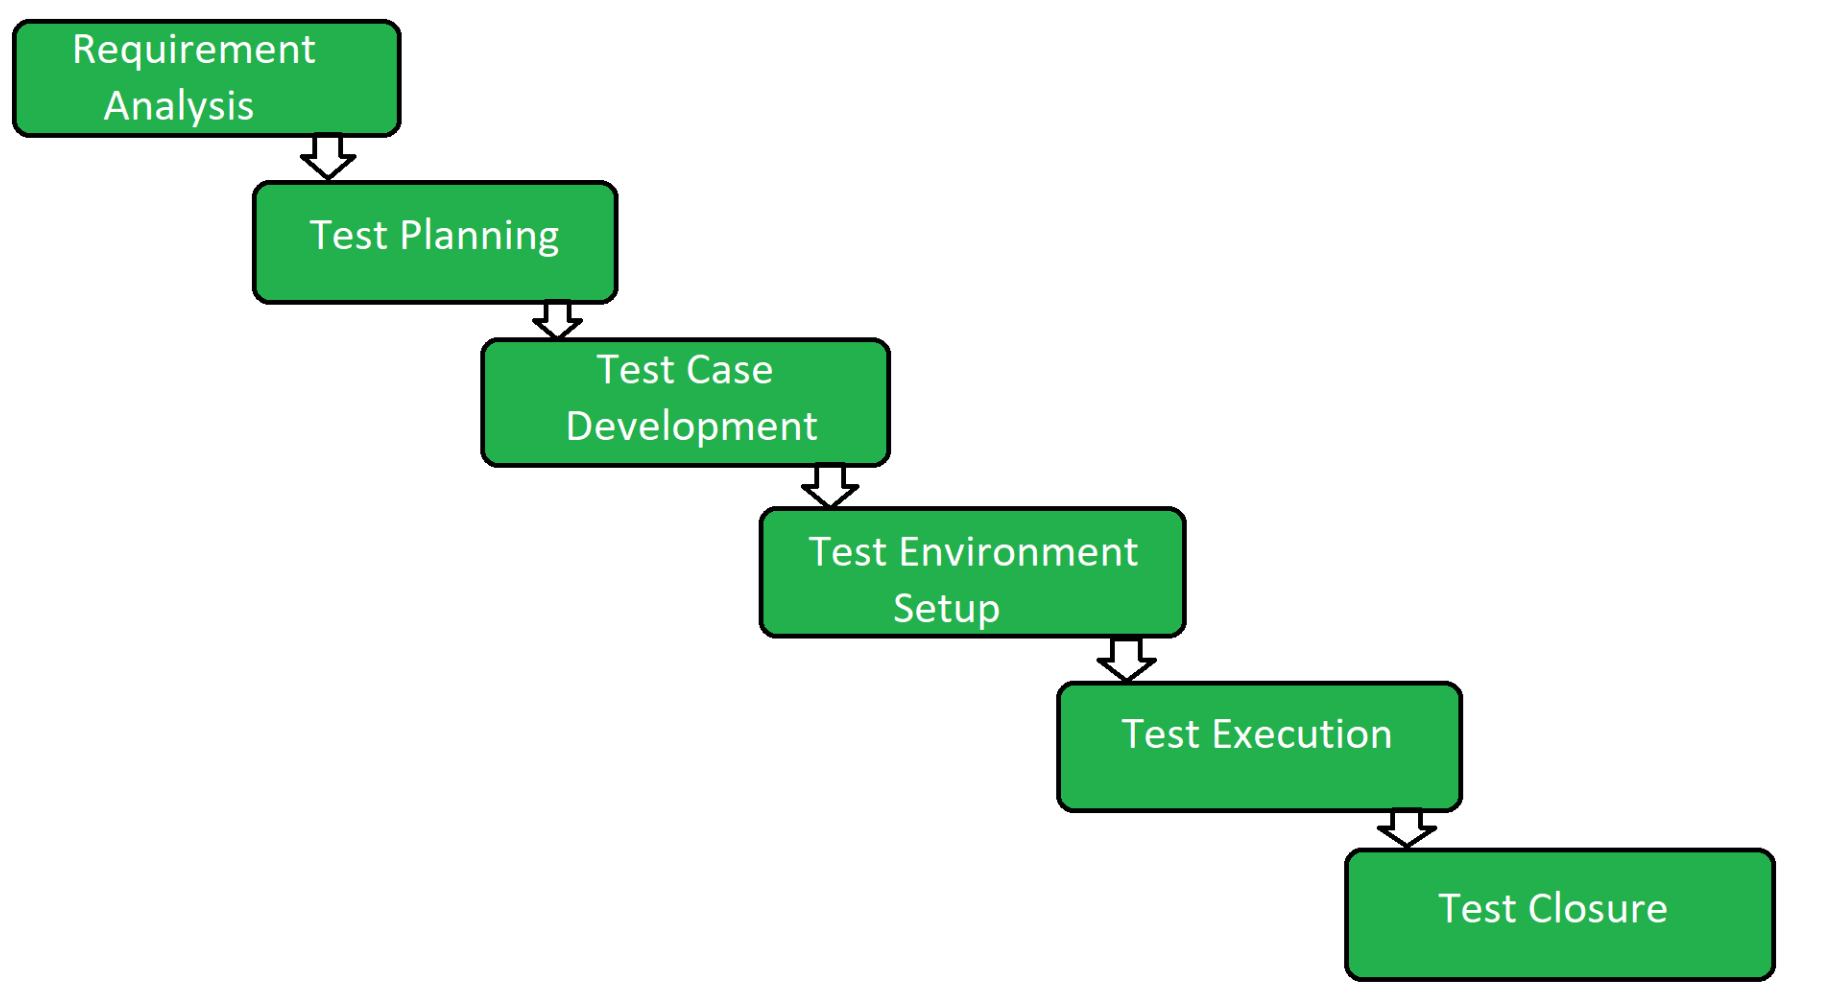 Requirement
Analysis
Test Planning
Test Case
Development
Test Environment
Setup
Test Execution
Test Closure